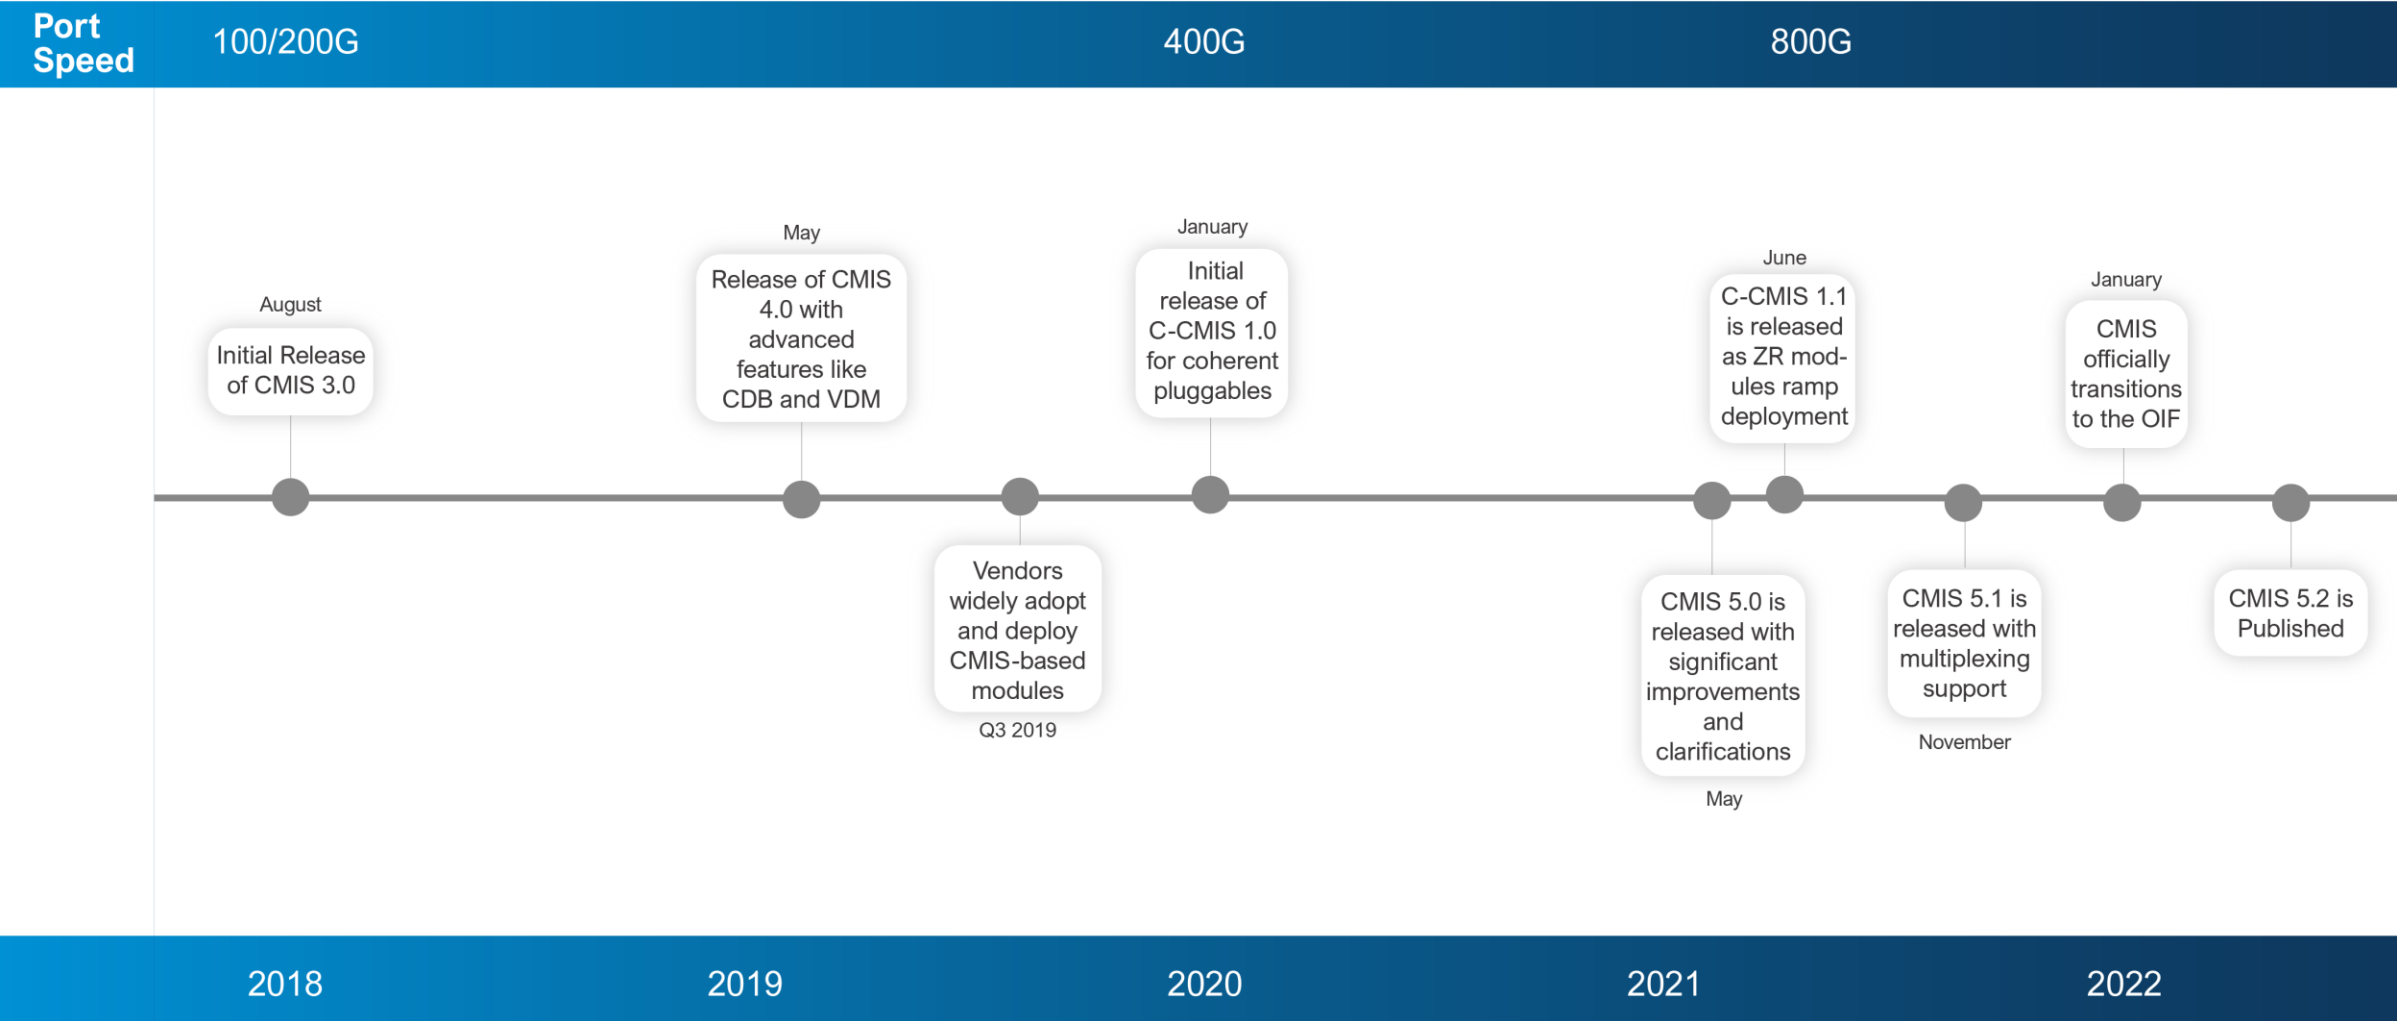 Port
Speed
100/200G
400G
800G
August
Initial Release
of CMIS 3.0
May
Release of CMIS
4.0 with
advanced
features like
CDB and VDM
Vendors
widely adopt
and deploy
CMIS-based
modules
Q3 2019
January
Initial
release of
C-CMIS 1.0
for coherent
pluggables
CMIS 5.0 is
released with
significant
improvements
and
clarifications
May
June
C-CMIS 1.1
is released
as ZR mod-
ules ramp
deployment
CMIS 5.1 is
released with
multiplexing
support
November
January
CMIS
officially
transitions
to the OIF
CMIS 5.2 is
Published
2018
2019
2020
2021
2022